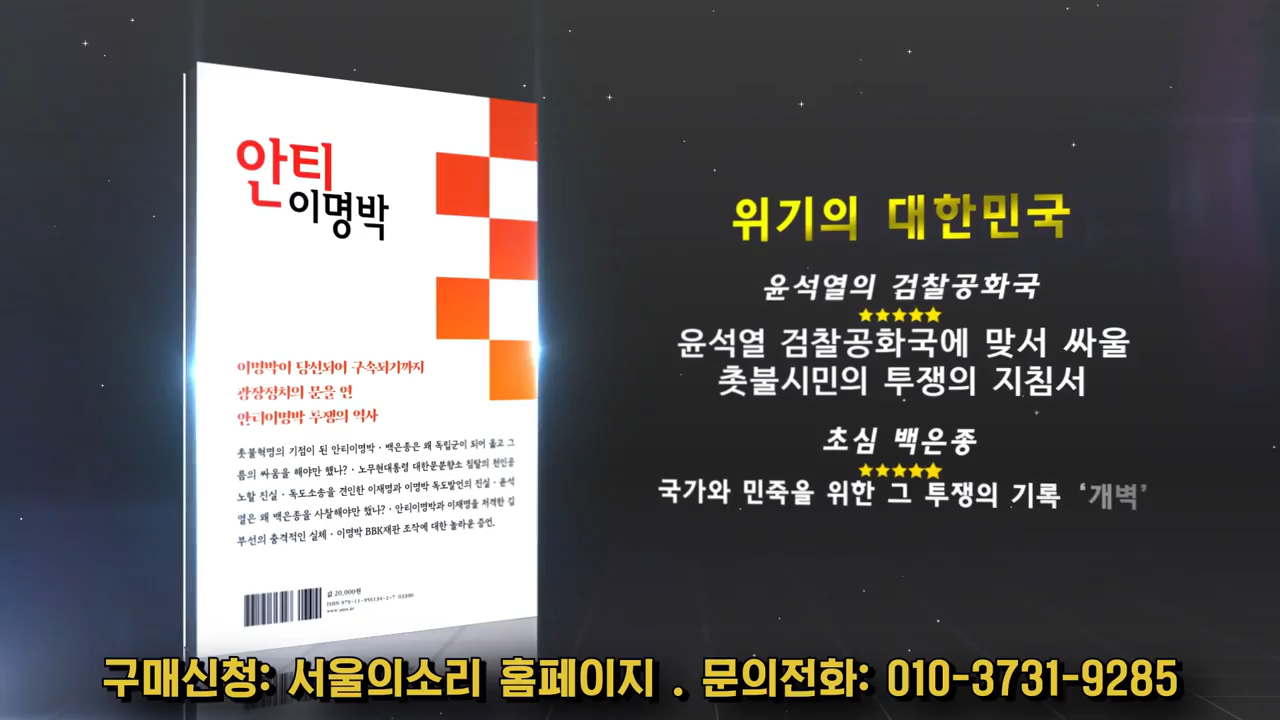 안티
이명박
이명박이 당선되어 구속되기까지
광장정치의 문을 연
안티이명박 투쟁의 역사
촛불혁명의 기점이 된 안티이명박 · 백은종은 왜 독립군이 되어 홀고 그
름의 싸움을 해야만 했나? · 노무현대통령 대한문분향소 침탈의 천인공
노할 진실 · 독도소송을 견인한 이재명과 이명박 독도발언의 진실 · 윤석
열은 왜 백은종을 사찰해야만 했나? · 안티이명박과 이재명을 저격한 김
부선의 충격적인 실체 · 이명박 BBK재판 조작에 대한 놀라운 증언.
값 20,000원
위기의 대한민국
윤석열의 검찰공화국
윤석열 검찰공화국에 맞서 싸울
촛불시민의 투쟁의 지침서
초심 백은종
국가와 민족을 위한 그 투쟁의 기록 '개벽'
구매신청: 서울의소리 홈페이지 . 문의전화: 010-3731-9285